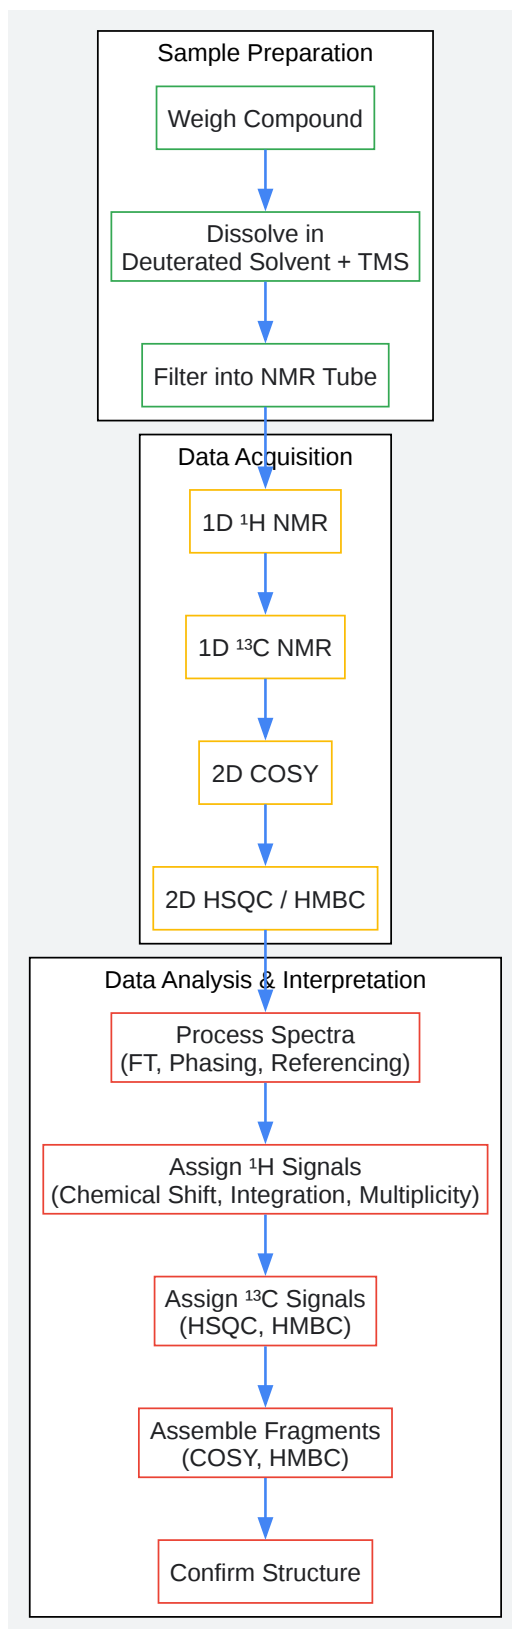 Sample Preparation
Weigh Compound
Dissolve in
Deuterated Solvent + TMS
Filter into NMR Tube
Data Acquisition
1D ¹H NMR
1D ¹³C NMR
2D COSY
2D HSQC / HMBC
Data Analysis & Interpretation
Process Spectra
(FT, Phasing, Referencing)
Assign ¹H Signals
(Chemical Shift, Integration, Multiplicity)
Assign ¹³C Signals
(HSQC, HMBC)
Assemble Fragments
(COSY, HMBC)
Confirm Structure